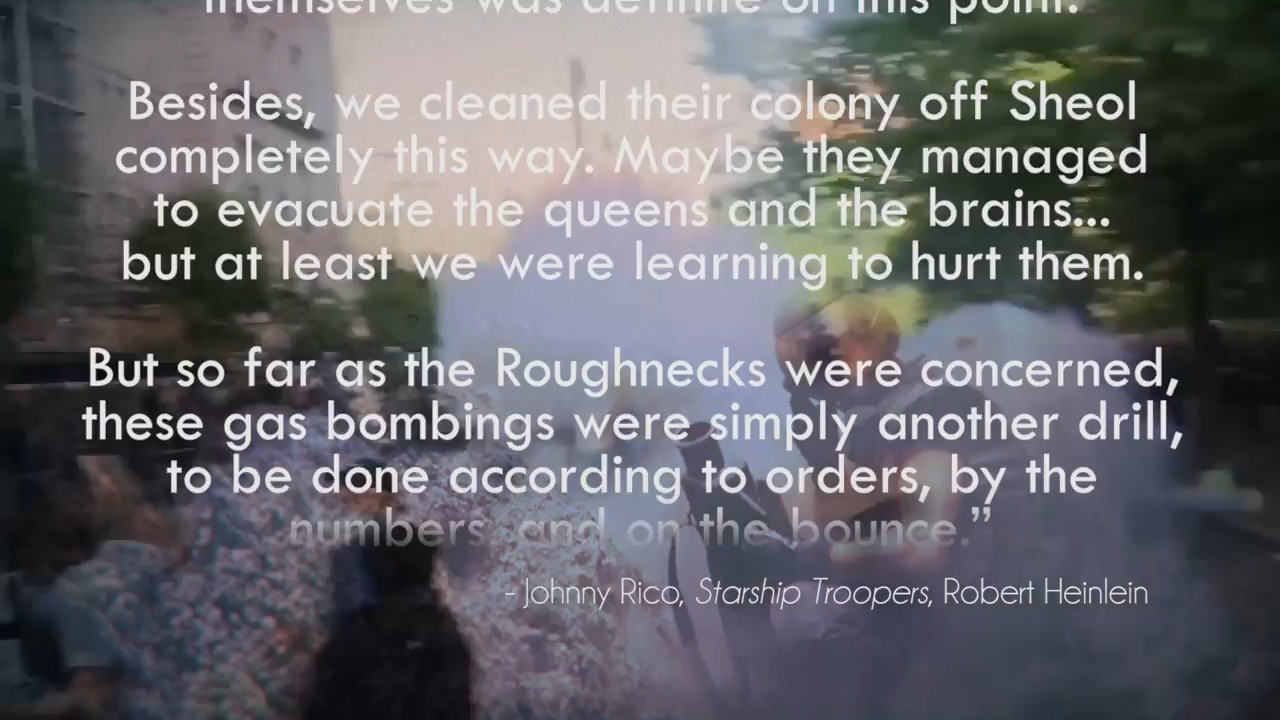 themselves was definite on this point.
Besides, we cleaned their colony off Sheol
completely this way. Maybe they managed
to evacuate the queens and the brains...
but at least we were learning to hurt them.
But so far as the Roughnecks were concerned,
these gas bombings were simply another drill,
to be done according to orders, by the
numbers, and on the bounce.”
- Johnny Rico, Starship Troopers, Robert Heinlein